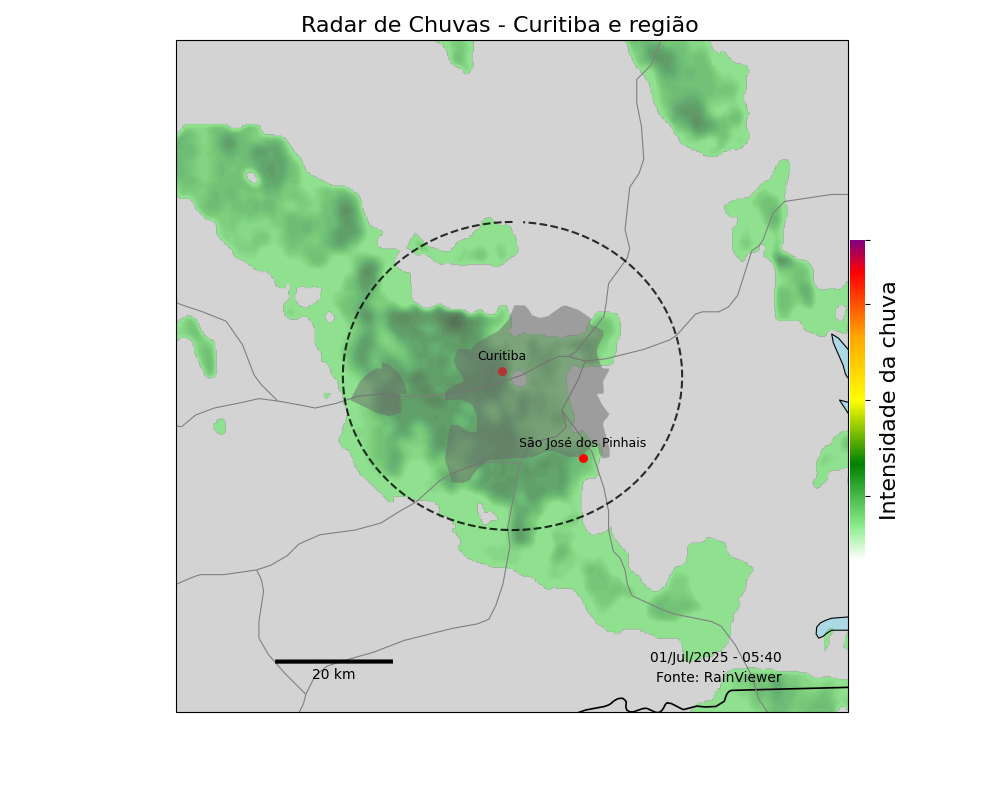 Radar de Chuvas - Curitiba e região
Curitiba
São José dos Pinhais
Intensidade da chuva
01/Jul/2025 - 05:40
Fonte: RainViewer
20 km